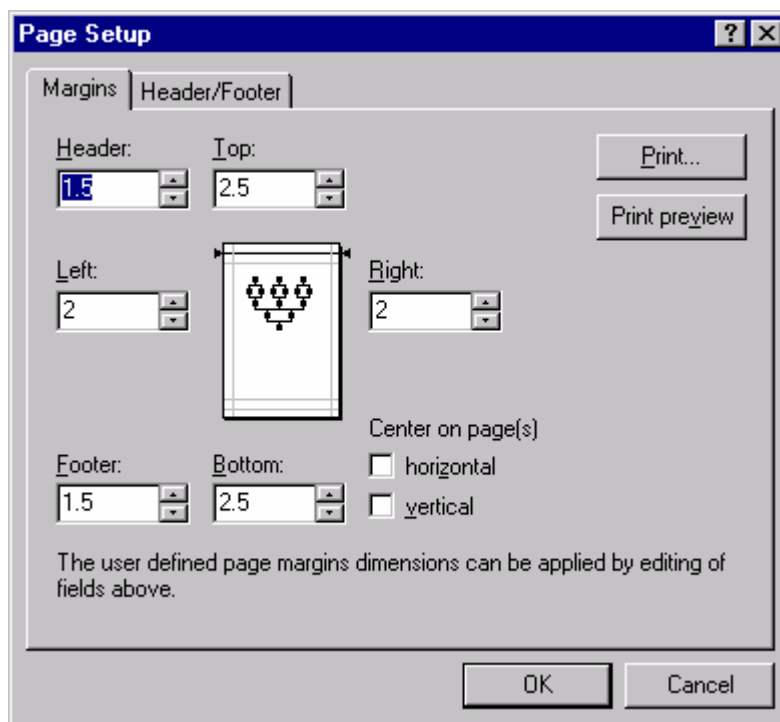 Page Setup
Margins Header/Footer
Header: Top: Print...
1.5 2.5
Print preview
Left: Right:
2 2
Center on page(s)
Footer: Bottom: horizontal
1.5 2.5 vertical
The user defined page margins dimensions can be applied by editing of
fields above.
OK Cancel